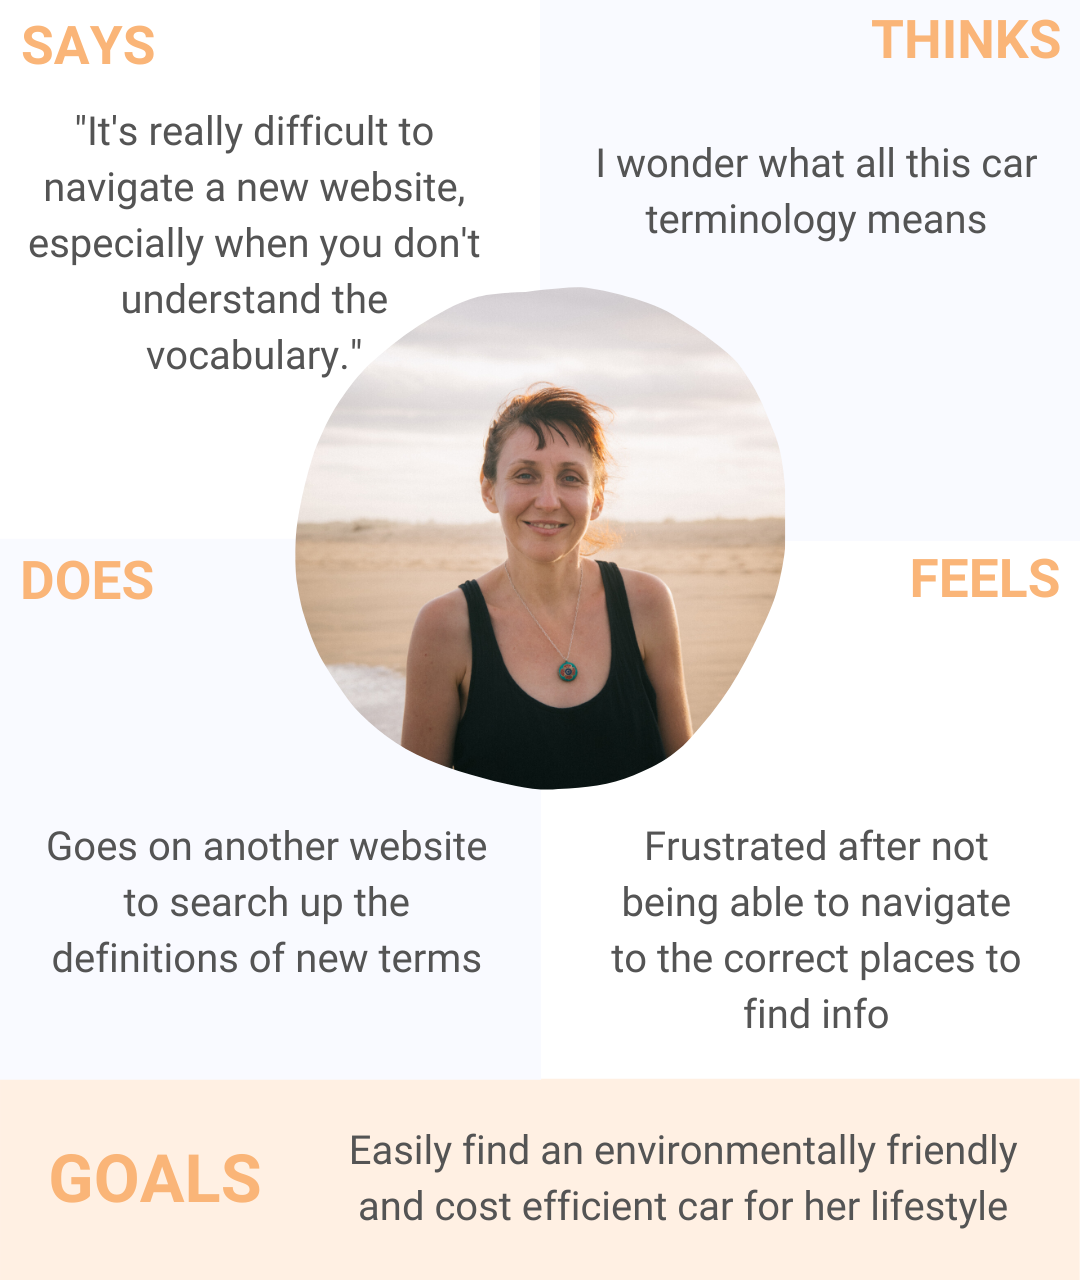 SAYS
"It's really difficult to
navigate a new website,
especially when you don't
understand the
vocabulary."
THINKS
I wonder what all this car
terminology means
DOES
Goes on another website
to search up the
definitions of new terms
FEELS
Frustrated after not
being able to navigate
to the correct places to
find info
GOALS
Easily find an environmentally friendly
and cost efficient car for her lifestyle